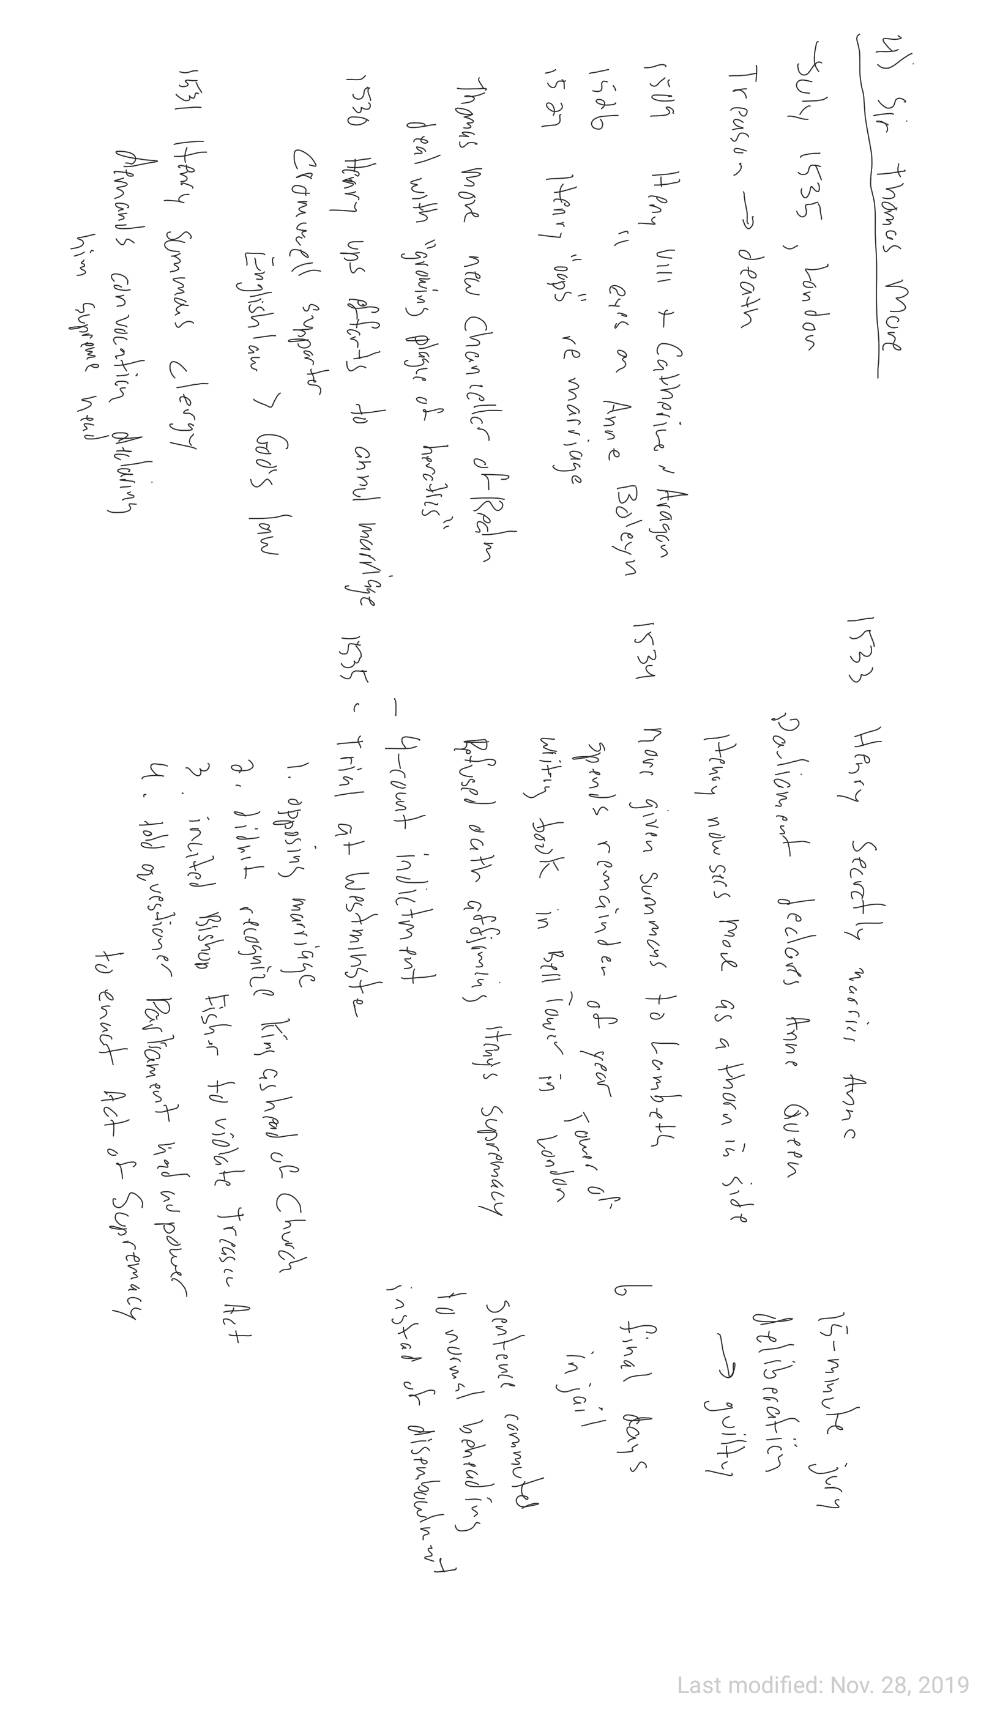 4) Sir Thomas More
July 1535, London
Treason → death
1509 Henry VIII + Catherine of Aragon
1526 " eyes on Anne Boleyn
1527 Henry "oops" re marriage
Thomas More new Chancellor of Realm
deal with "growing plague of heretics"
1530 Henry ups efforts to annul marriage
Cromwell supporter
English law > God's law
1531 Henry summons clergy
Demands convocation declaring
him supreme head
1533 Henry Secretly marries Anne
Parliament declares Anne Queen
Henry now sees More as a thorn in side
1534 More given summons to Lambeth
spends remainder of year
writing book in Bell Tower in Tower of
London
Refused oath affirming Henry's supremacy
- 4-count indictment
1535 - Trial at Westminster
1. opposing marriage
2. didn't recognize King as head of Church
3. incited Bishop Fisher to violate Treason Act
4. told questioner Parliament had no power
to enact Act of Supremacy
15-minute jury
deliberation
→ guilty
6 final days
in jail
sentence commuted
to normal beheading
instead of disembowelment
Last modified: Nov. 28, 2019